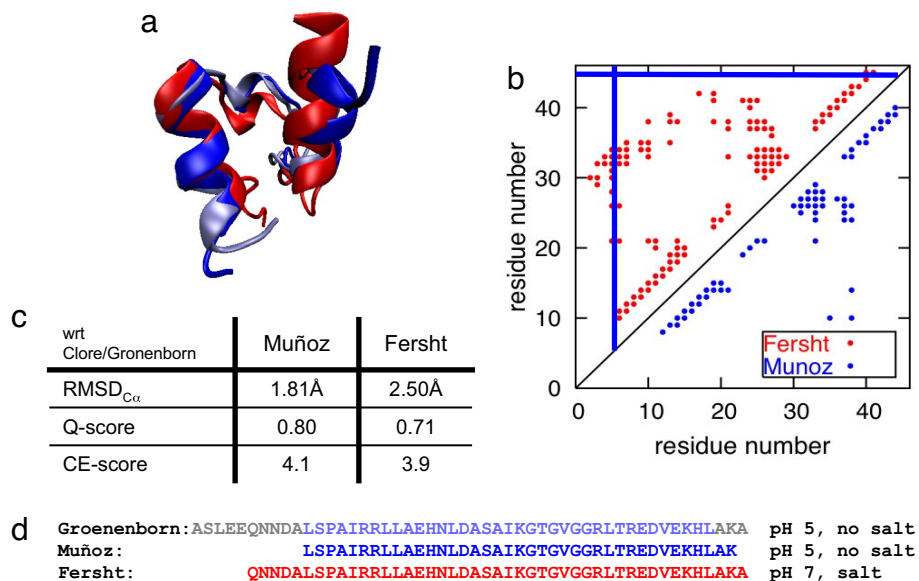 a
b
residue number
40
30
20
10
0
Fersht
Munoz
0 10 20 30 40
residue number
c
wrt
Clore/Gronenborn
Muñoz
Fersht
RMSDCα
1.81Å
2.50Å
Q-score
0.80
0.71
CE-score
4.1
3.9
d
Groenenborn:ASLEEQNNDALSPAIRRLLAEHNLDASAIKGTGVGGRLTREDVEKHLAKA pH 5, no salt
Muñoz: LSPAIRRLLAEHNLDASAIKGTGVGGRLTREDVEKHLAK pH 5, no salt
Fersht: QNNDALSPAIRRLLAEHNLDASAIKGTGVGGRLTREDVEKHLAKA pH 7, salt